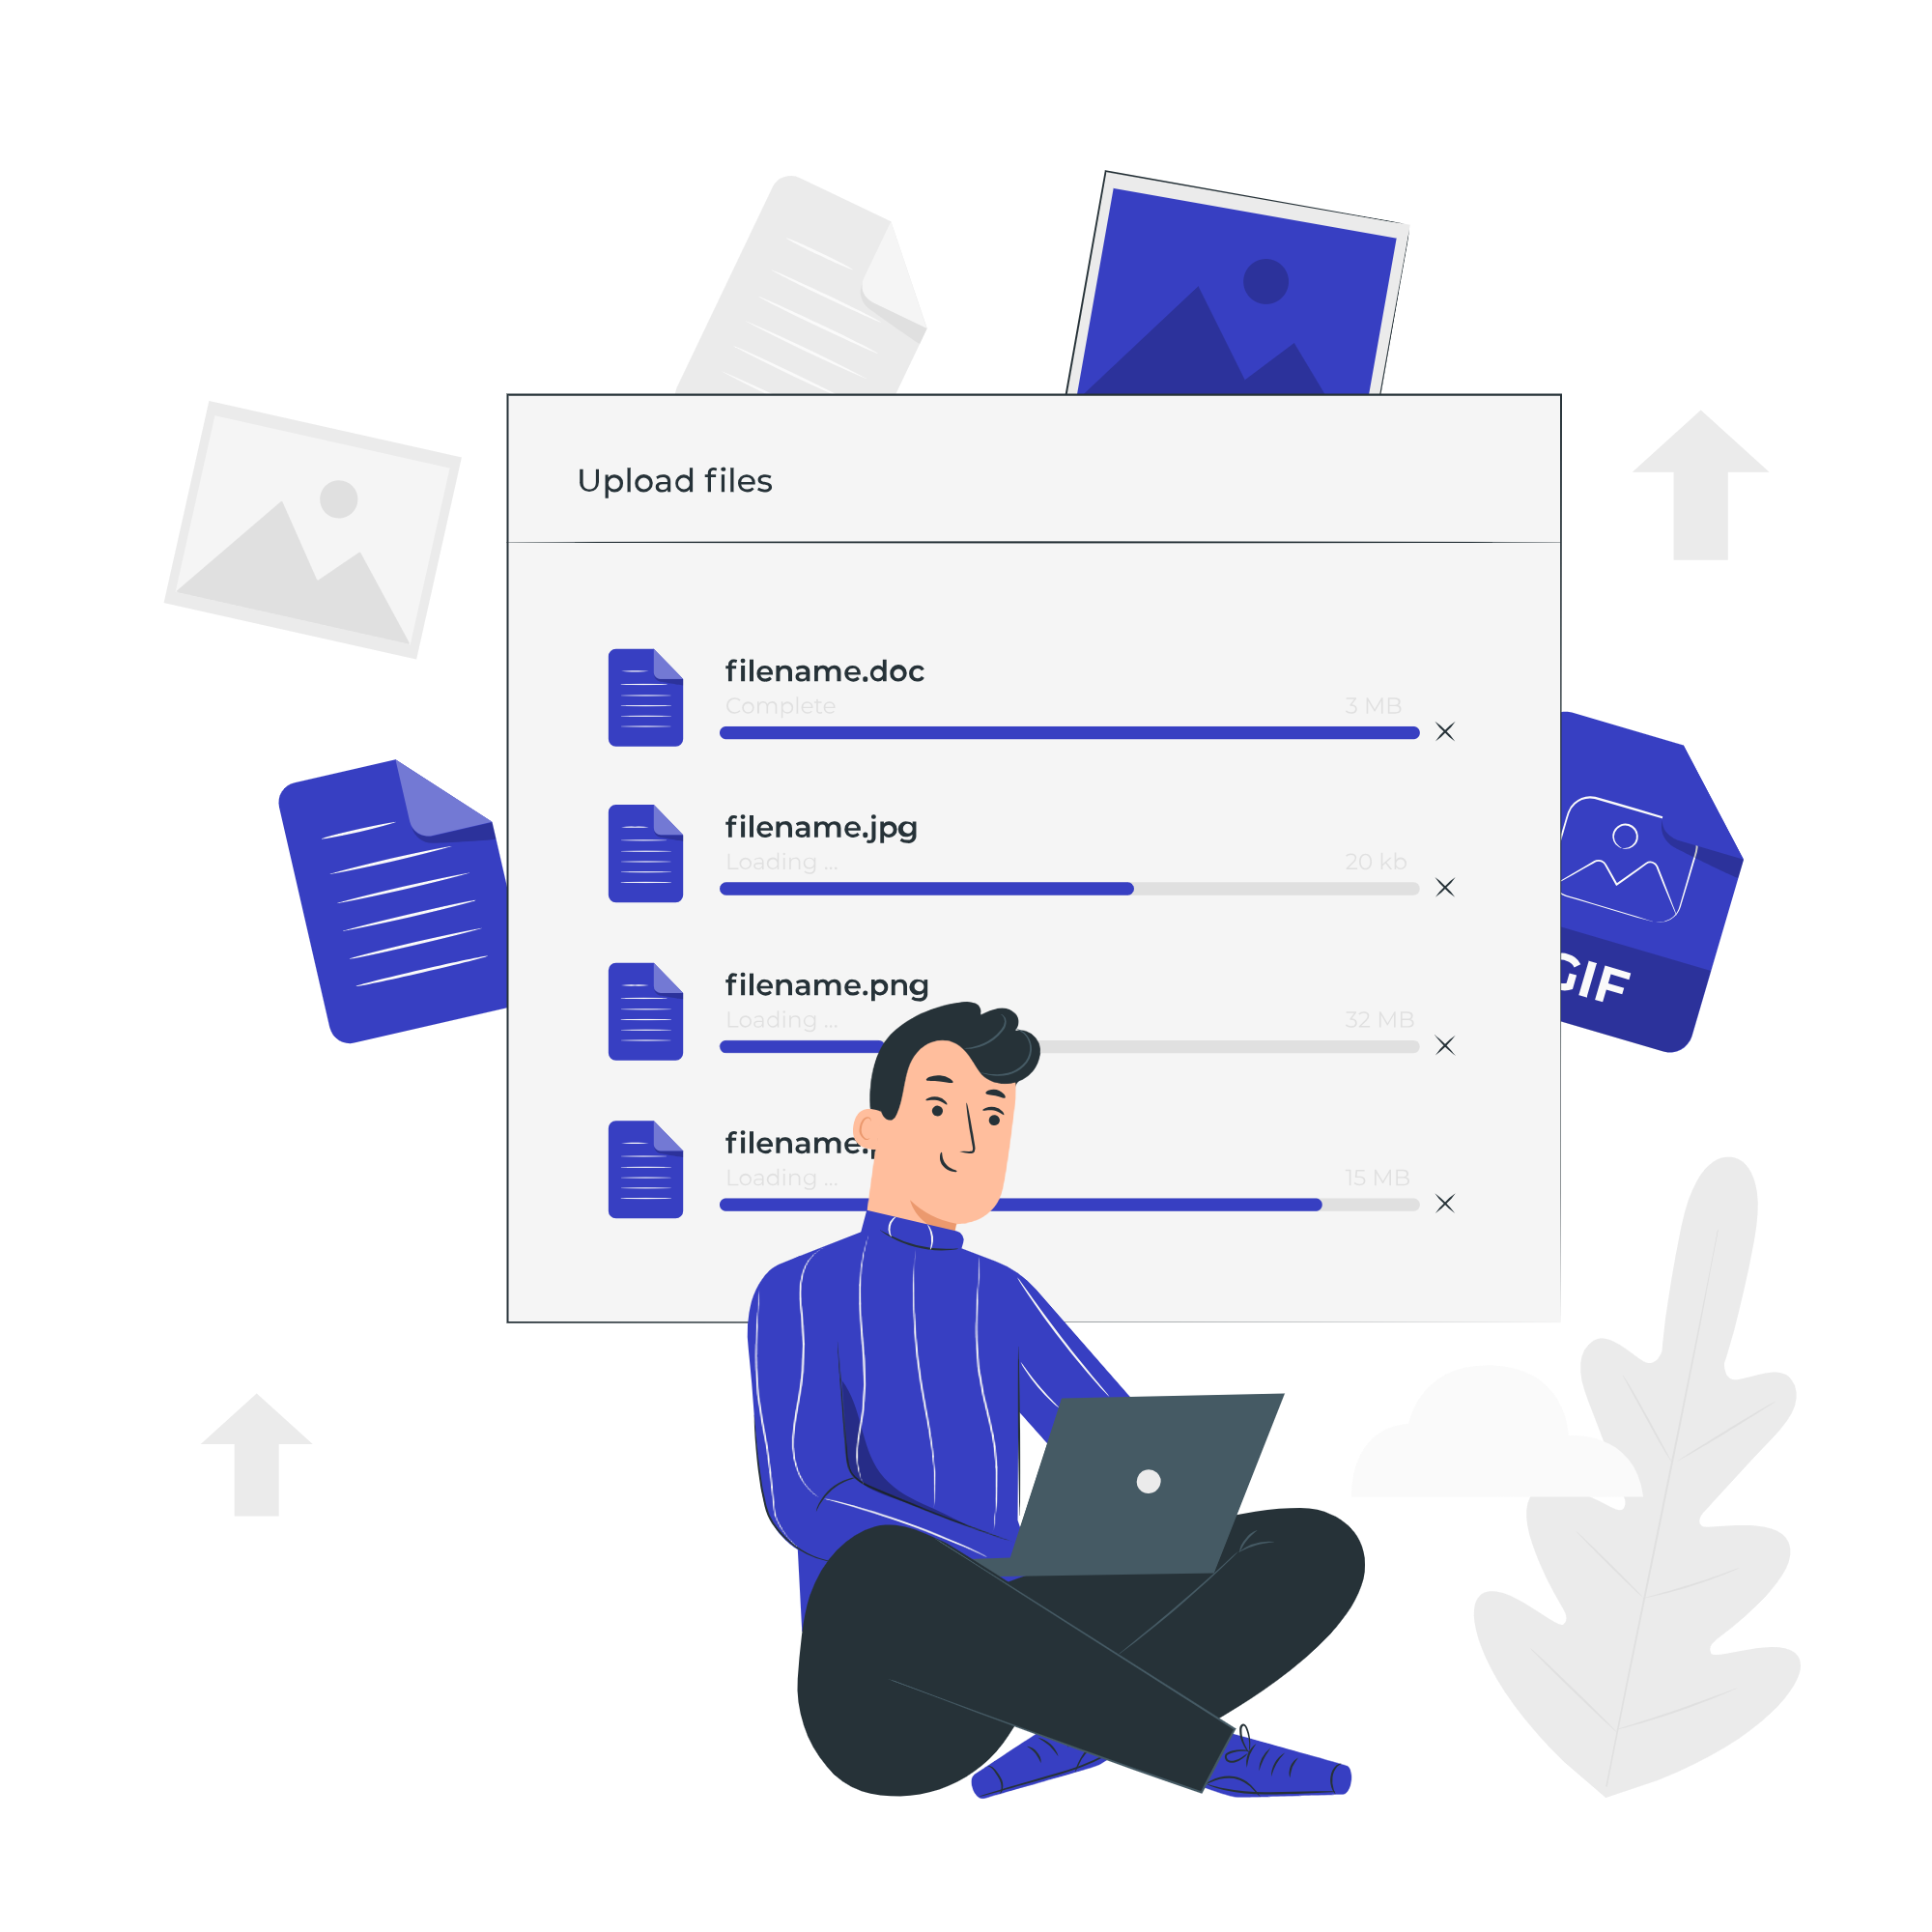 Upload files
filename.doc
Complete 3 MB
filename.jpg
Loading ... 20 kb
GIF
filename.png
Loading ... 32 MB
Loading ... 15 MB